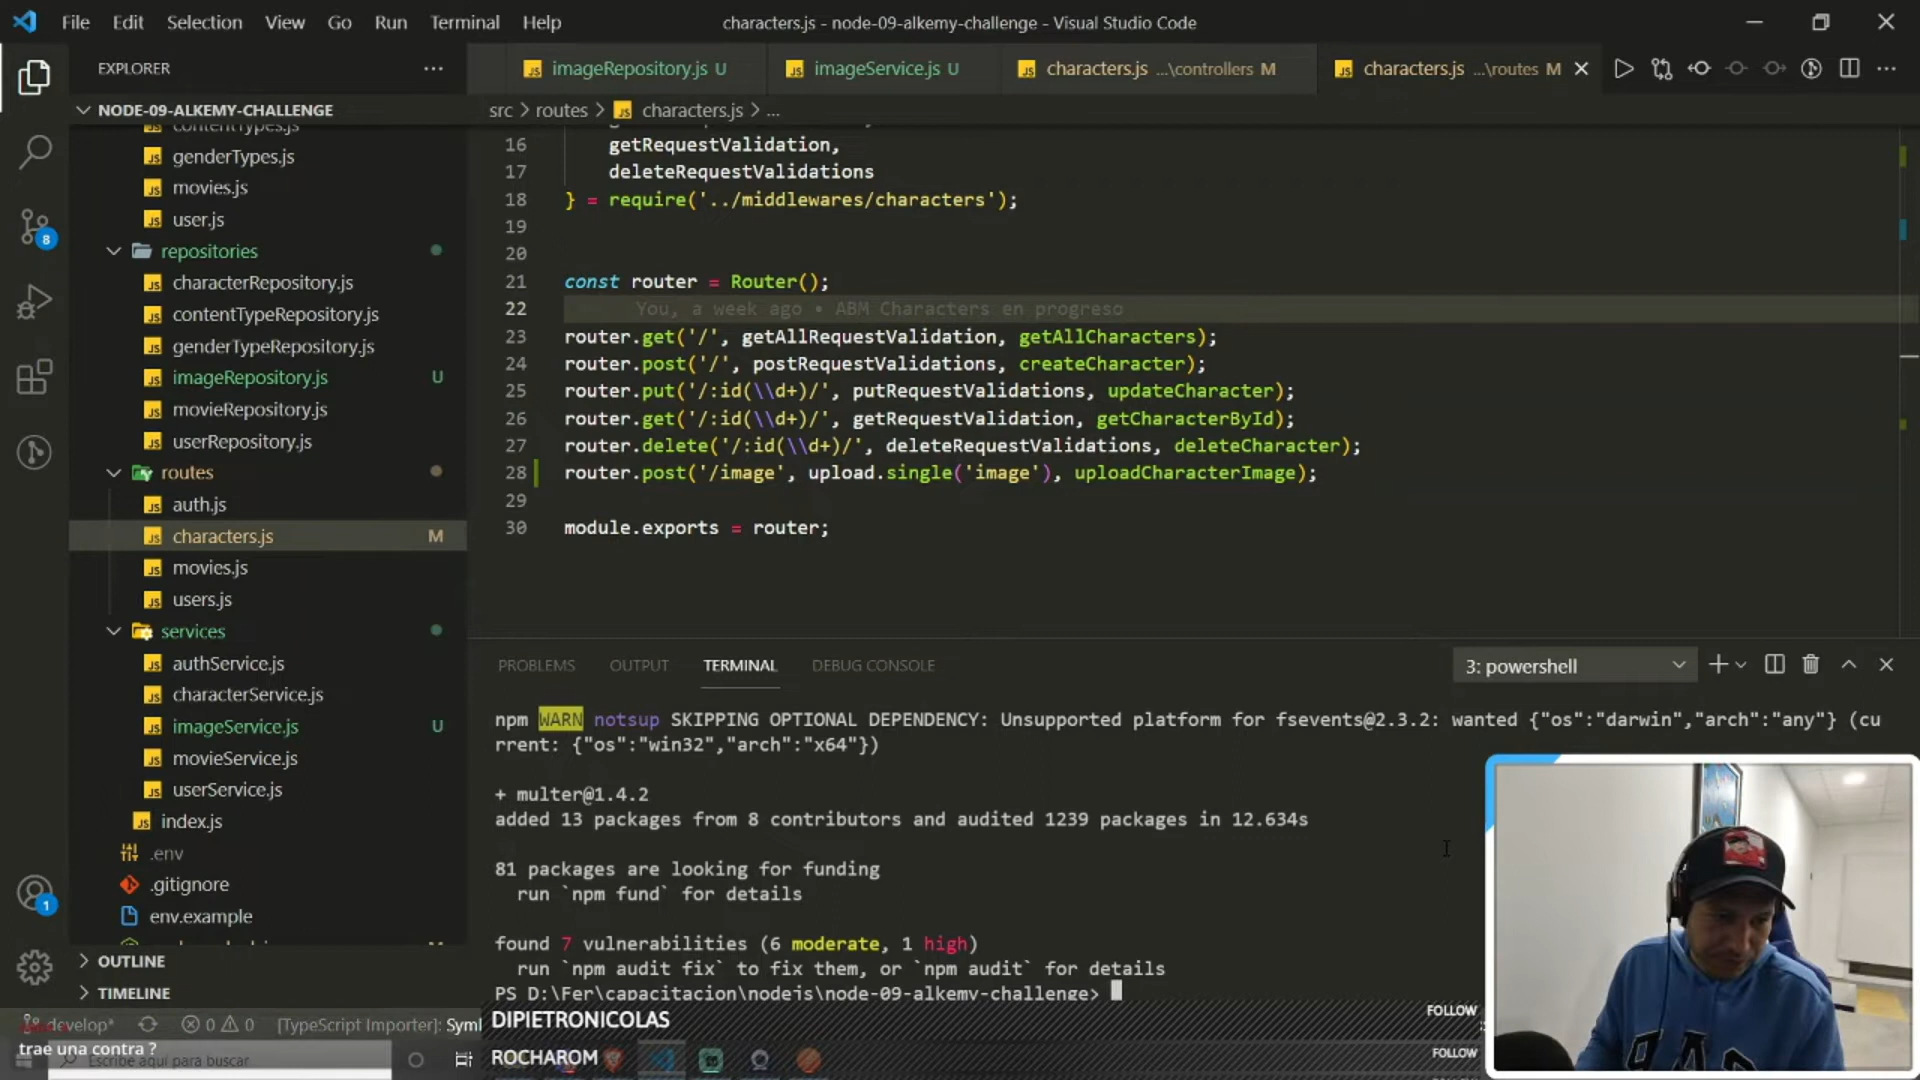 File Edit Selection View Go Run Terminal Help
characters.js - node-09-alkemy-challenge - Visual Studio Code
EXPLORER
NODE-09-ALKEMY-CHALLENGE
contentTypes.js
genderTypes.js
movies.js
user.js
repositories
characterRepository.js
contentTypeRepository.js
genderTypeRepository.js
imageRepository.js U
movieRepository.js
userRepository.js
routes
auth.js
characters.js M
movies.js
users.js
services
authService.js
characterService.js
imageService.js U
movieService.js
userService.js
index.js
.env
.gitignore
env.example
OUTLINE
TIMELINE
8
1
imageRepository.js U
imageService.js U
characters.js ...\controllers M
characters.js ...\routes M
src > routes > characters.js > ...
16 getRequestValidation,
17 deleteRequestValidations
18 } = require('../middlewares/characters');
19
20
21 const router = Router();
22 You, a week ago • ABM Characters en progreso
23 router.get('/', getAllRequestValidation, getAllCharacters);
24 router.post('/', postRequestValidations, createCharacter);
25 router.put('/:id(\\d+)/', putRequestValidations, updateCharacter);
26 router.get('/:id(\\d+)/', getRequestValidation, getCharacterById);
27 router.delete('/:id(\\d+)/', deleteRequestValidations, deleteCharacter);
28 router.post('/image', upload.single('image'), uploadCharacterImage);
29
30 module.exports = router;
PROBLEMS OUTPUT TERMINAL DEBUG CONSOLE
3: powershell
npm WARN notsup SKIPPING OPTIONAL DEPENDENCY: Unsupported platform for fsevents@2.3.2: wanted {"os":"darwin","arch":"any"} (cu
rrent: {"os":"win32","arch":"x64"})
+ multer@1.4.2
added 13 packages from 8 contributors and audited 1239 packages in 12.634s
81 packages are looking for funding
run `npm fund` for details
found 7 vulnerabilities (6 moderate, 1 high)
run `npm audit fix` to fix them, or `npm audit` for details
PS D:\Fer\capacitacion\nodejs\node-09-alkemy-challenge>
develop* 0 0 [TypeScript Importer]: Symb
trae una contra ?
Escribe aquí para buscar
DIPIETRONICOLAS FOLLOW
ROCHAROM FOLLOW